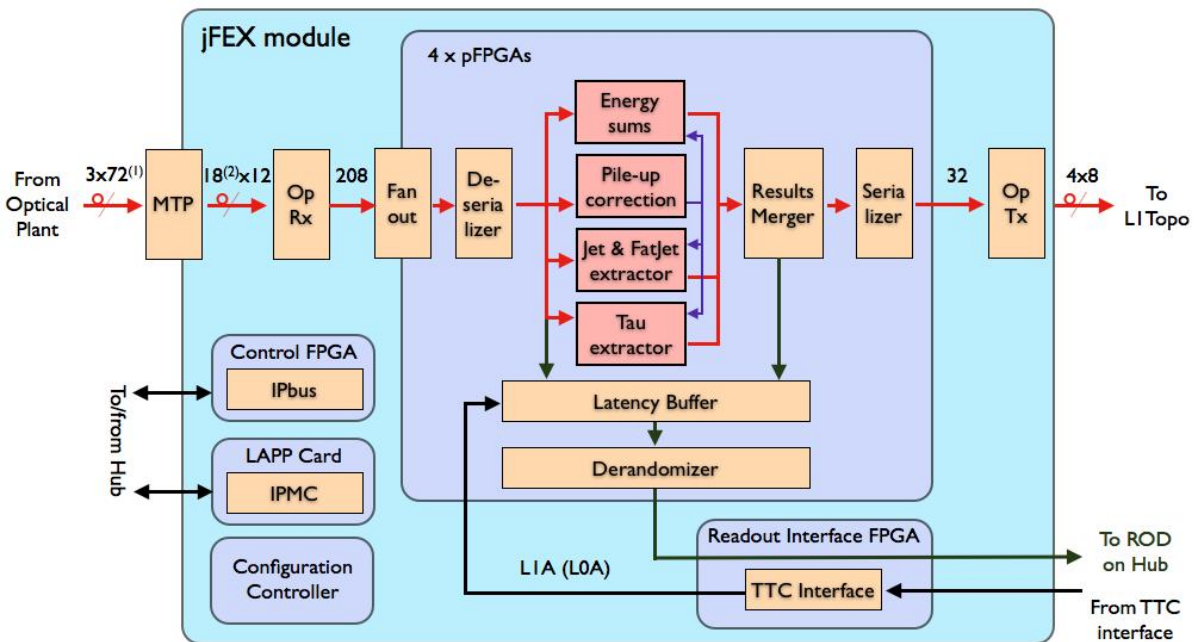 jFEX module
4 x pFPGAs
From
Optical
Plant
3x72(1)
MTP
18(2)x12
Op
Rx
208
Fan
out
De-
seria
lizer
Energy
sums
Pile-up
correction
Jet & FatJet
extractor
Tau
extractor
Results
Merger
Seria
lizer
32
Op
Tx
4x8
To
L1Topo
Latency Buffer
Derandomizer
To/from Hub
Control FPGA
IPbus
LAPP Card
IPMC
Configuration
Controller
L1A (L0A)
Readout Interface FPGA
TTC Interface
To ROD
on Hub
From TTC
interface